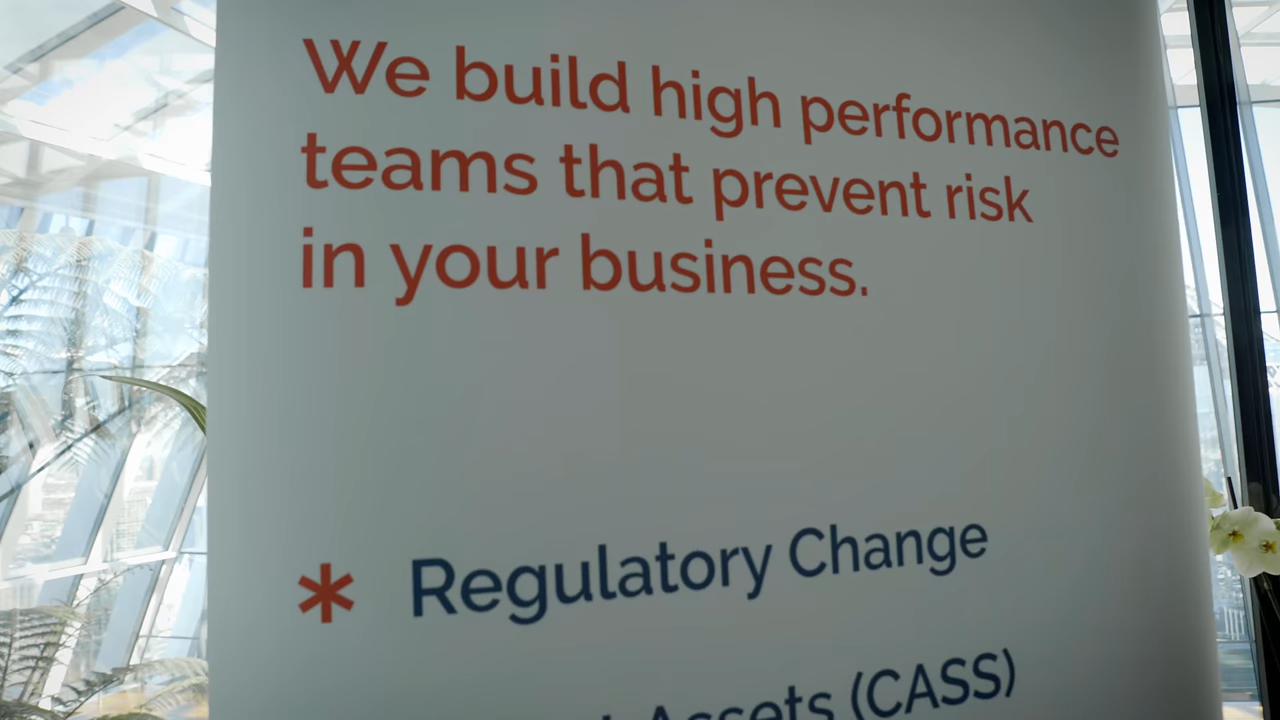 We build high performance
teams that prevent risk
in your business.
* Regulatory Change
Assets (CASS)